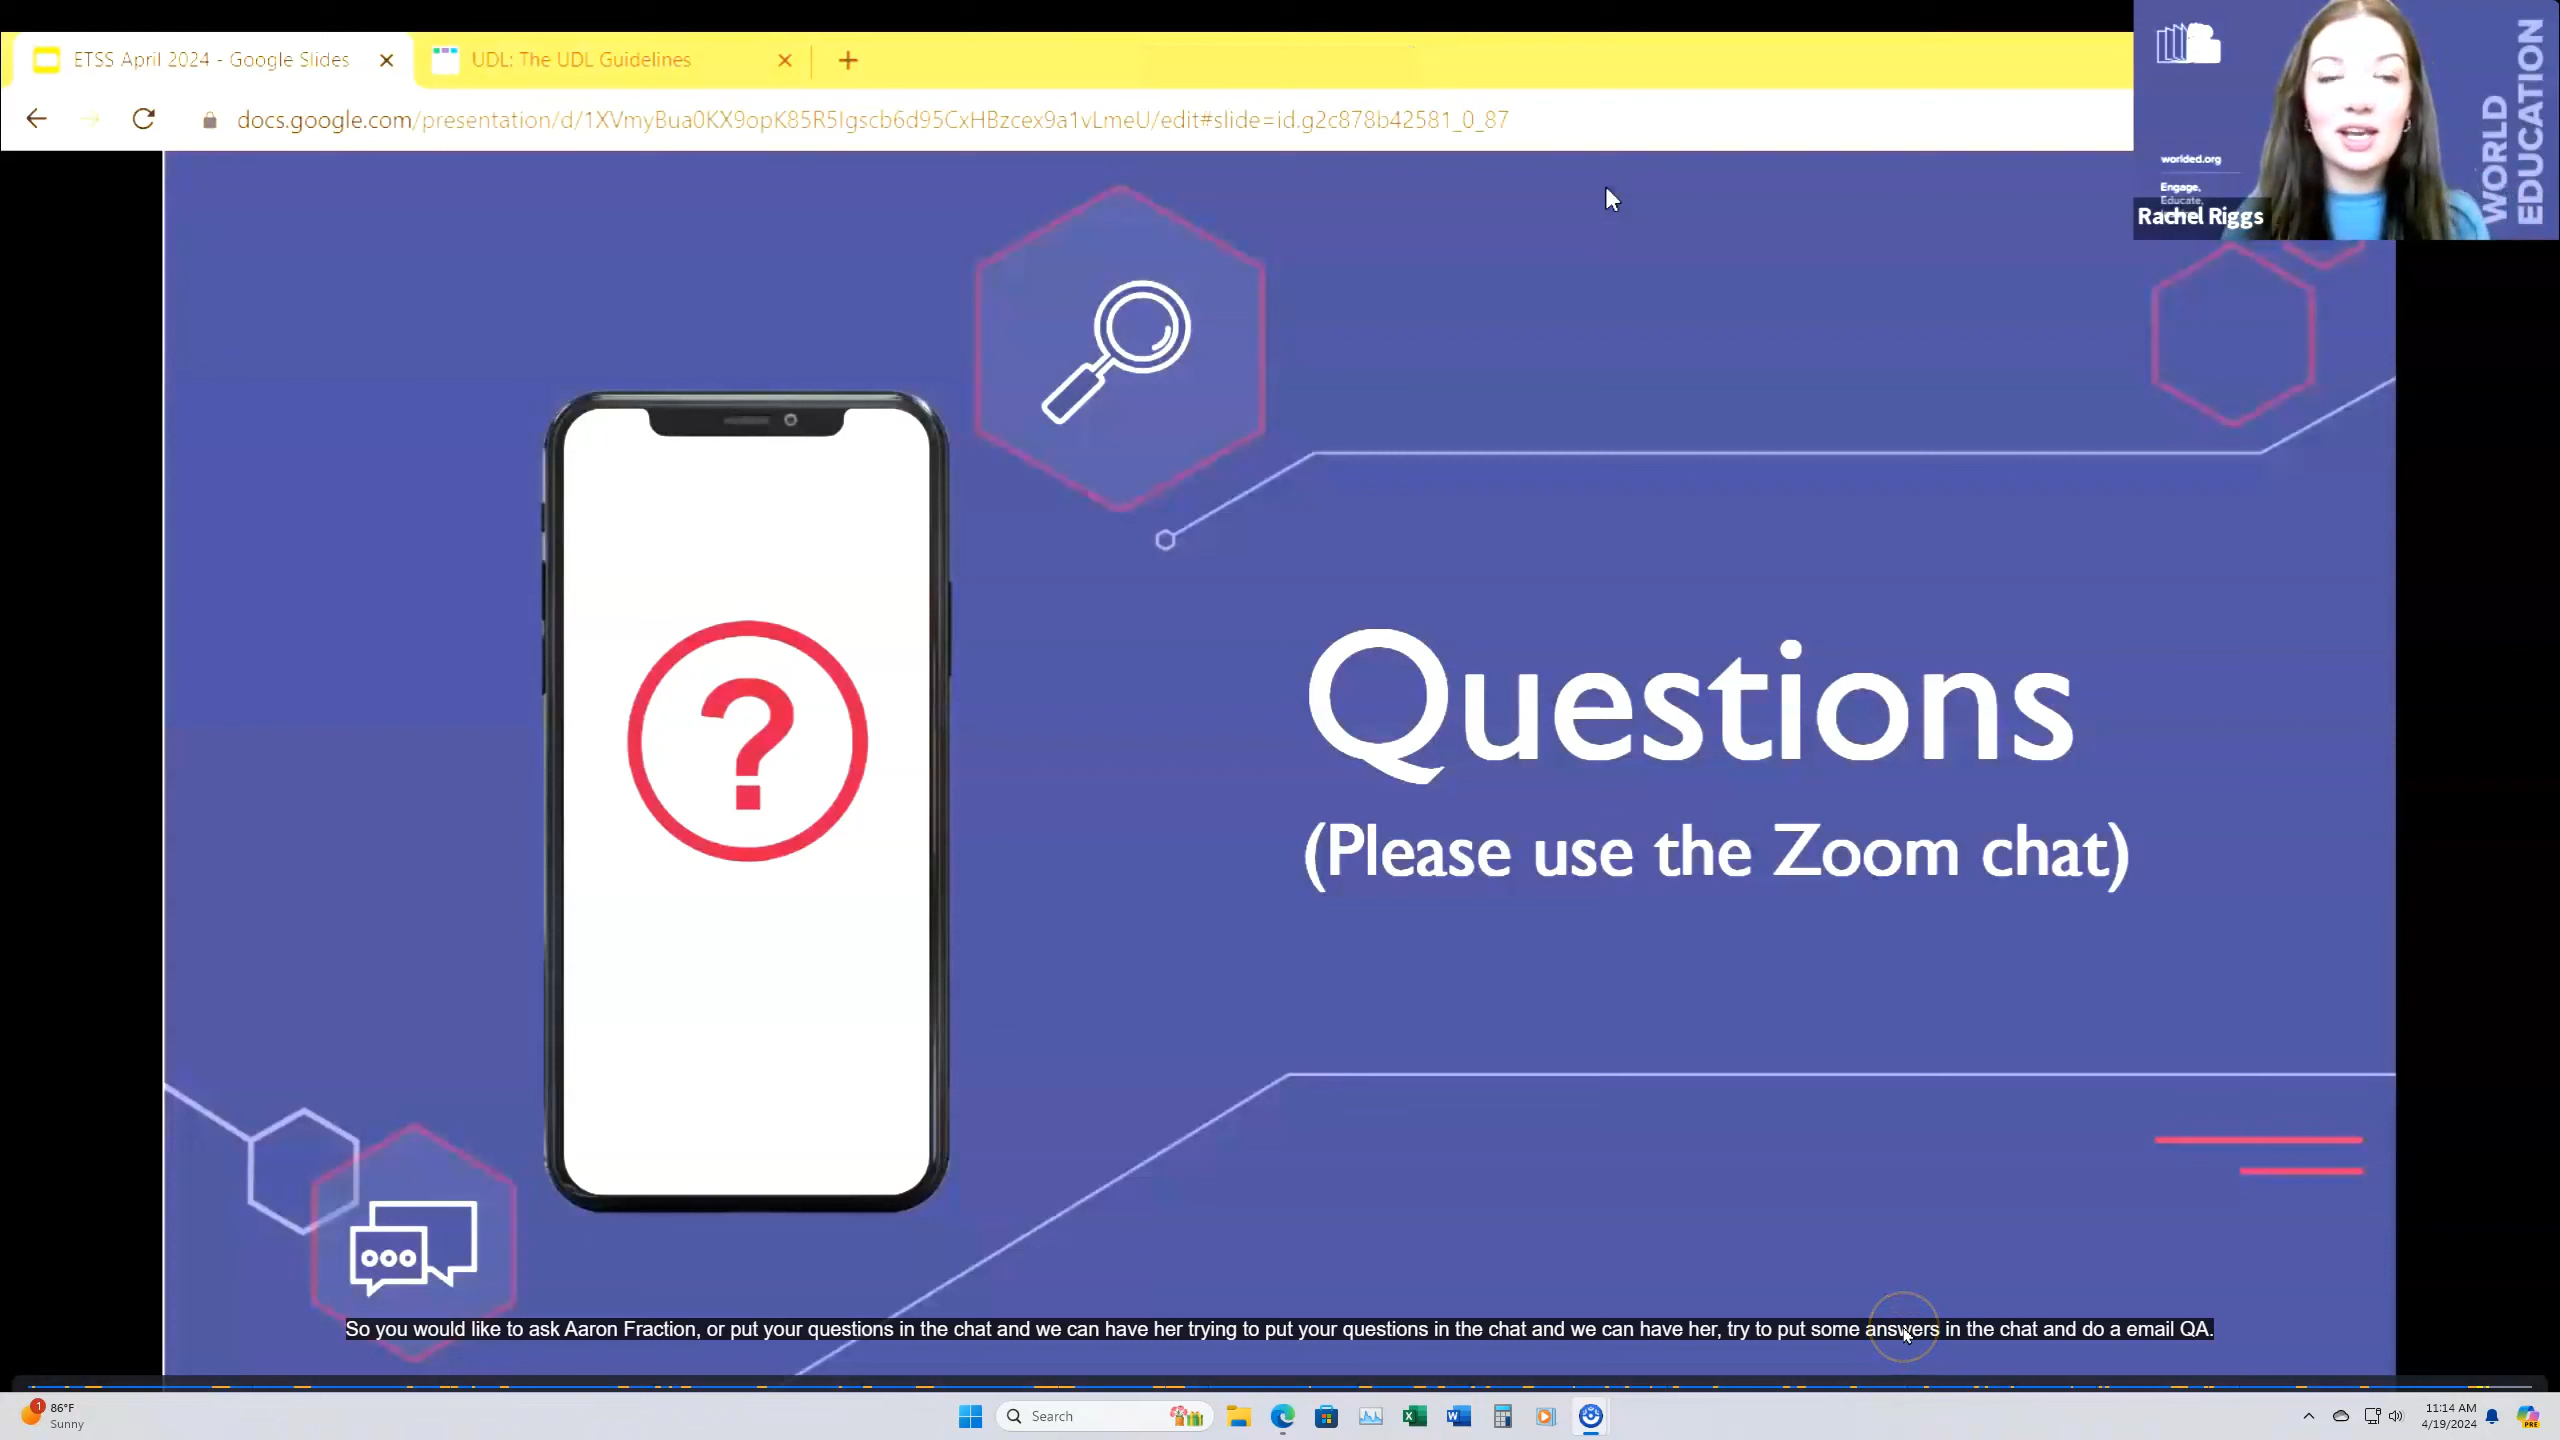 ETSS April 2024 - Google Slides
UDL: The UDL Guidelines
docs.google.com/presentation/d/1XVmyBua0KX9opK85R5Igscb6d95CxHBzcex9a1vLmeU/edit#slide=id.g2c878b42581_0_87
worlded.org
Engage,
Educate,
WORLD
EDUCATION
Rachel Riggs
?
Questions
(Please use the Zoom chat)
So you would like to ask Aaron Fraction, or put your questions in the chat and we can have her trying to put your questions in the chat and we can have her, try to put some answers in the chat and do a email QA.
1
86°F
Sunny
Search
11:14 AM
4/19/2024
PRE